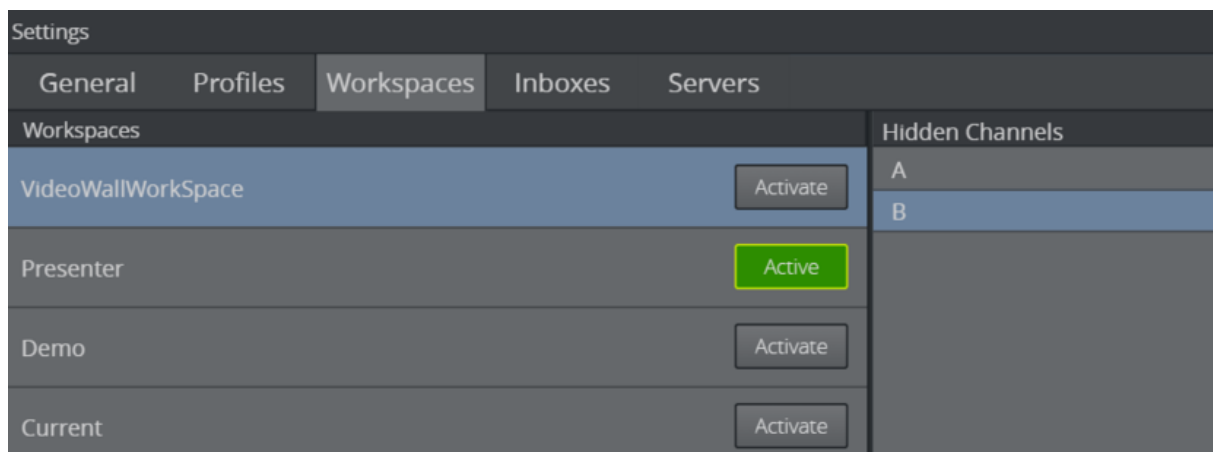 Settings
General Profiles Workspaces Inboxes Servers
Workspaces
Hidden Channels
VideoWallWorkSpace Activate
A
B
Presenter Active
Demo Activate
Current Activate